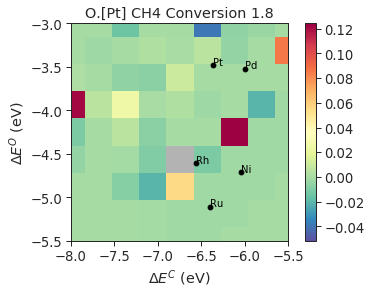 O.[Pt] CH4 Conversion 1.8
−3.0
−3.5
−4.0
−4.5
−5.0
−5.5
ΔE^O (eV)
Pt
Pd
Rh
Ni
Ru
−8.0 −7.5 −7.0 −6.5 −6.0 −5.5
ΔE^C (eV)
0.12
0.10
0.08
0.06
0.04
0.02
0.00
−0.02
−0.04